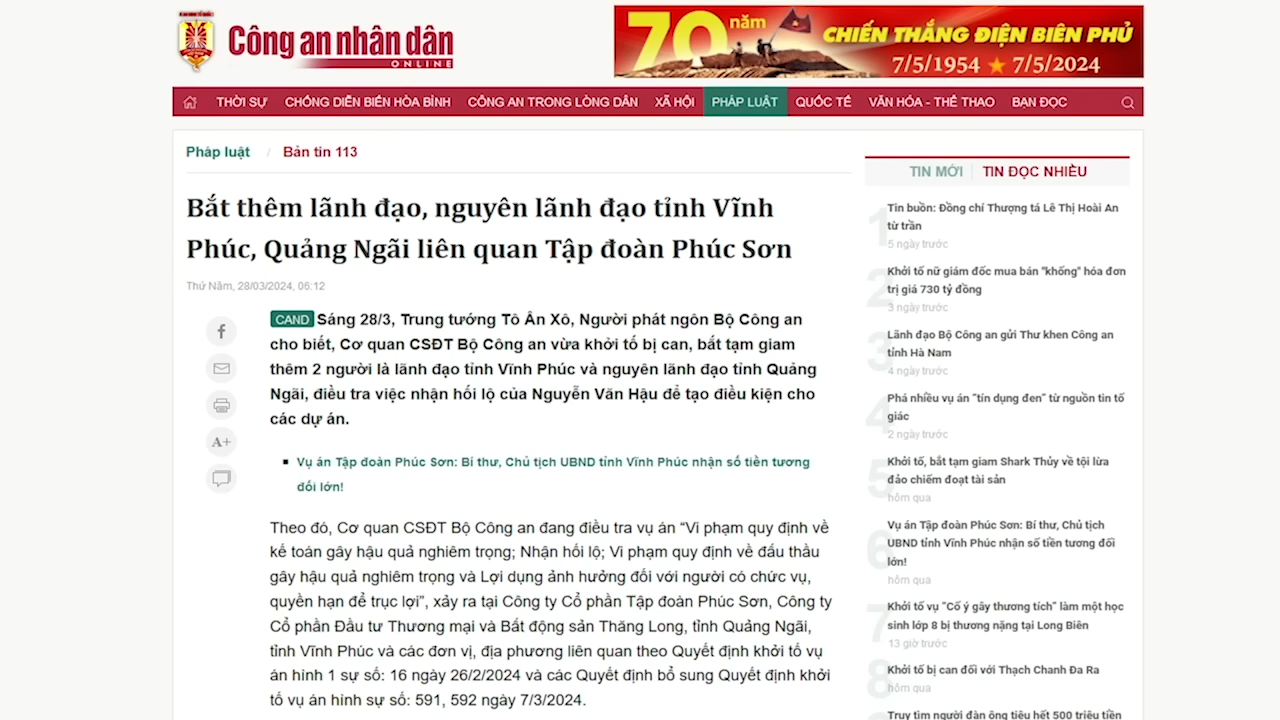 Công an nhân dân
ONLINE
70 năm
CHIẾN THẮNG ĐIỆN BIÊN PHỦ
7/5/1954 ★ 7/5/2024
THỜI SỰ CHỐNG DIỄN BIẾN HÒA BÌNH CÔNG AN TRONG LÒNG DÂN XÃ HỘI PHÁP LUẬT QUỐC TẾ VĂN HÓA - THỂ THAO BẠN ĐỌC
Pháp luật / Bản tin 113
Bắt thêm lãnh đạo, nguyên lãnh đạo tỉnh Vĩnh
Phúc, Quảng Ngãi liên quan Tập đoàn Phúc Sơn
Thứ Năm, 28/03/2024, 06:12
A+
CAND Sáng 28/3, Trung tướng Tô Ân Xô, Người phát ngôn Bộ Công an
cho biết, Cơ quan CSĐT Bộ Công an vừa khởi tố bị can, bắt tạm giam
thêm 2 người là lãnh đạo tỉnh Vĩnh Phúc và nguyên lãnh đạo tỉnh Quảng
Ngãi, điều tra việc nhận hối lộ của Nguyễn Văn Hậu để tạo điều kiện cho
các dự án.
Vụ án Tập đoàn Phúc Sơn: Bí thư, Chủ tịch UBND tỉnh Vĩnh Phúc nhận số tiền tương
đối lớn!
Theo đó, Cơ quan CSĐT Bộ Công an đang điều tra vụ án “Vi phạm quy định về
kế toán gây hậu quả nghiêm trọng; Nhận hối lộ; Vi phạm quy định về đấu thầu
gây hậu quả nghiêm trọng và Lợi dụng ảnh hưởng đối với người có chức vụ,
quyền hạn để trục lợi”, xảy ra tại Công ty Cổ phần Tập đoàn Phúc Sơn, Công ty
Cổ phần Đầu tư Thương mại và Bất động sản Thăng Long, tỉnh Quảng Ngãi,
tỉnh Vĩnh Phúc và các đơn vị, địa phương liên quan theo Quyết định khởi tố vụ
án hình 1 sự số: 16 ngày 26/2/2024 và các Quyết định bổ sung Quyết định khởi
tố vụ án hình sự số: 591, 592 ngày 7/3/2024.
TIN MỚI TIN ĐỌC NHIỀU
1
Tin buồn: Đồng chí Thượng tá Lê Thị Hoài An
từ trần
5 ngày trước
2
Khởi tố nữ giám đốc mua bán "khống" hóa đơn
trị giá 730 tỷ đồng
3 ngày trước
3
Lãnh đạo Bộ Công an gửi Thư khen Công an
tỉnh Hà Nam
4 ngày trước
4
Phá nhiều vụ án “tín dụng đen” từ nguồn tin tố
giác
2 ngày trước
5
Khởi tố, bắt tạm giam Shark Thủy về tội lừa
đảo chiếm đoạt tài sản
hôm qua
6
Vụ án Tập đoàn Phúc Sơn: Bí thư, Chủ tịch
UBND tỉnh Vĩnh Phúc nhận số tiền tương đối
lớn!
hôm qua
7
Khởi tố vụ “Cố ý gây thương tích” làm một học
sinh lớp 8 bị thương nặng tại Long Biên
13 giờ trước
8
Khởi tố bị can đối với Thạch Chanh Đa Ra
hôm qua
Truy tìm người đàn ông tiêu hết 500 triệu tiền